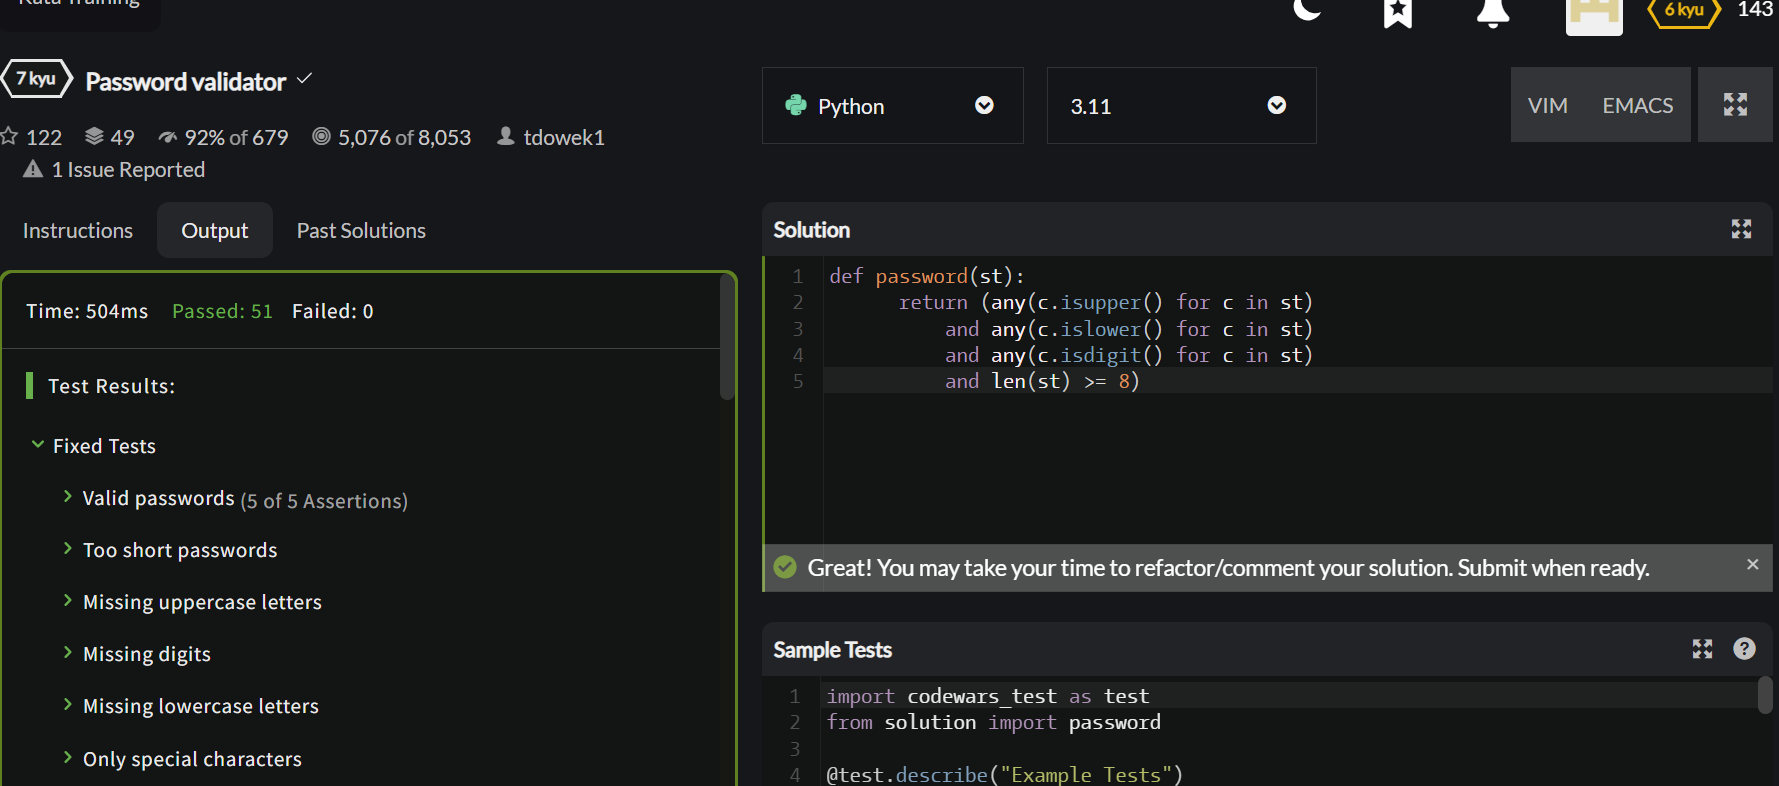 Kata Training
6 kyu 143
7 kyu Password validator
122 49 92% of 679 5,076 of 8,053 tdowek1
1 Issue Reported
Instructions Output Past Solutions
Time: 504ms Passed: 51 Failed: 0
Test Results:
Fixed Tests
Valid passwords (5 of 5 Assertions)
Too short passwords
Missing uppercase letters
Missing digits
Missing lowercase letters
Only special characters
Python 3.11 VIM EMACS
Solution
1 def password(st):
2 return (any(c.isupper() for c in st)
3 and any(c.islower() for c in st)
4 and any(c.isdigit() for c in st)
5 and len(st) >= 8)
Great! You may take your time to refactor/comment your solution. Submit when ready. ×
Sample Tests ?
1 import codewars_test as test
2 from solution import password
3
4 @test.describe("Example Tests")